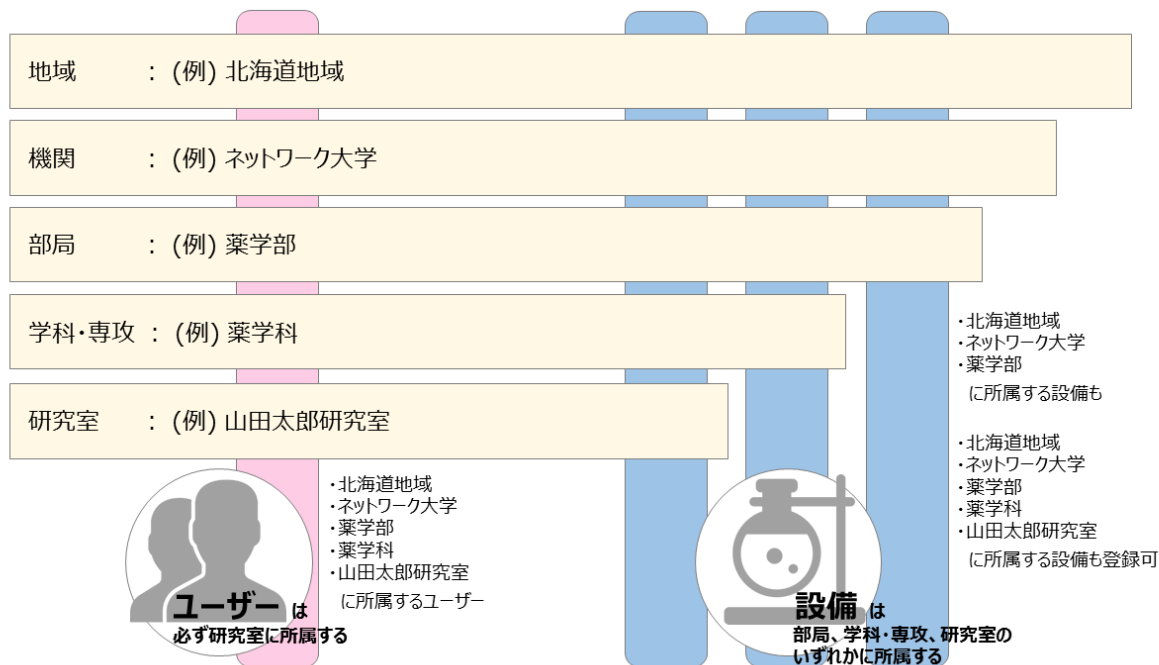 地域 : (例) 北海道地域
機関 : (例) ネットワーク大学
部局 : (例) 薬学部
学科・専攻 : (例) 薬学科
研究室 : (例) 山田太郎研究室
・北海道地域
・ネットワーク大学
・薬学部
・薬学科
・山田太郎研究室
に所属するユーザー
ユーザー は
必ず研究室に所属する
・北海道地域
・ネットワーク大学
・薬学部
に所属する設備も
・北海道地域
・ネットワーク大学
・薬学部
・薬学科
・山田太郎研究室
に所属する設備も登録可
設備 は
部局、学科・専攻、研究室の
いずれかに所属する